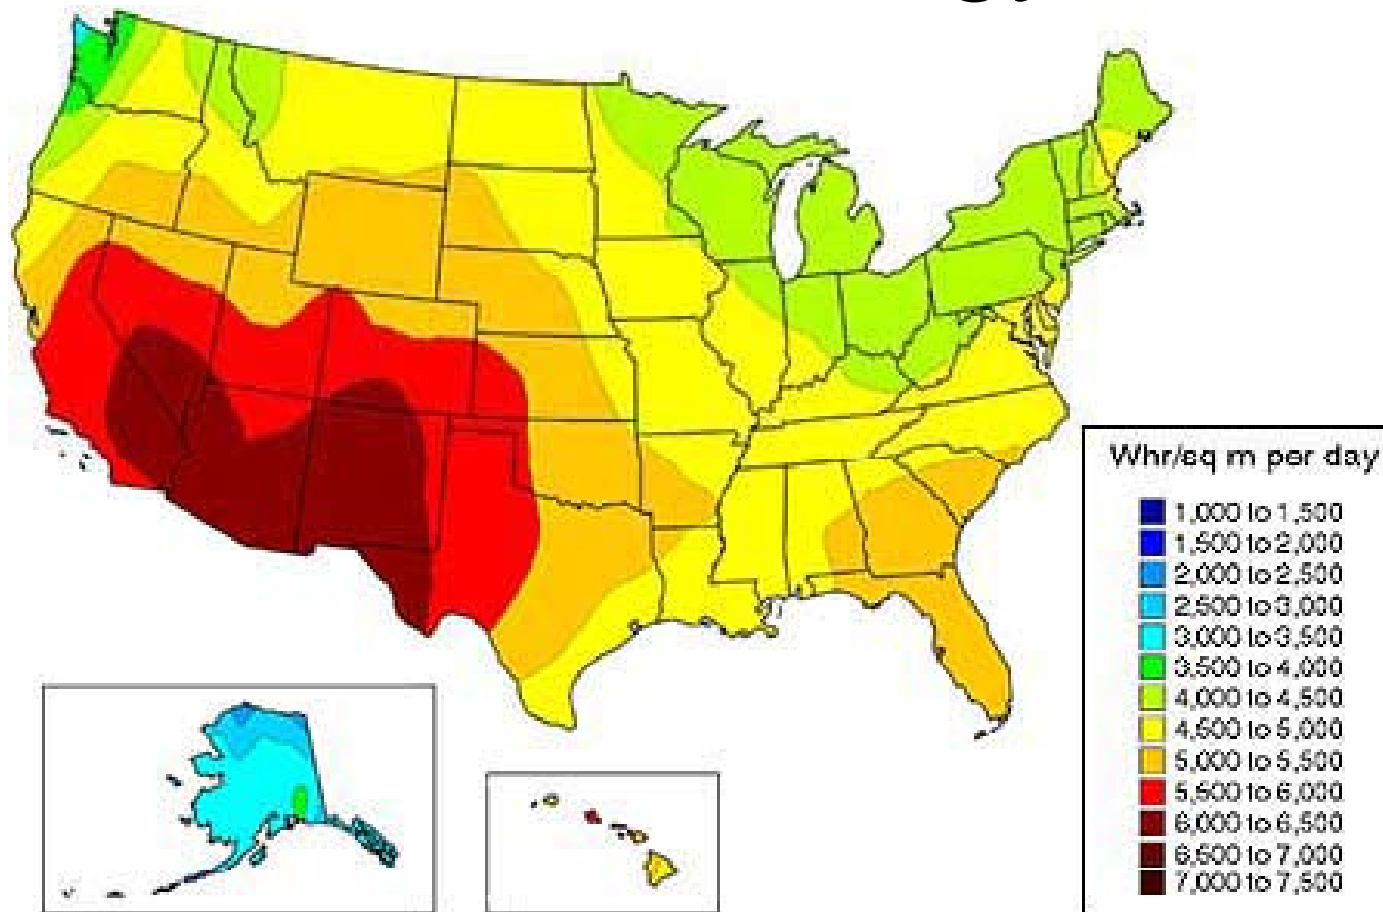 Whr/sq m per day
1,000 to 1,500
1,500 to 2,000
2,000 to 2,500
2,500 to 3,000
3,000 to 3,500
3,500 to 4,000
4,000 to 4,500
4,500 to 5,000
5,000 to 5,500
5,500 to 6,000
6,000 to 6,500
6,500 to 7,000
7,000 to 7,500